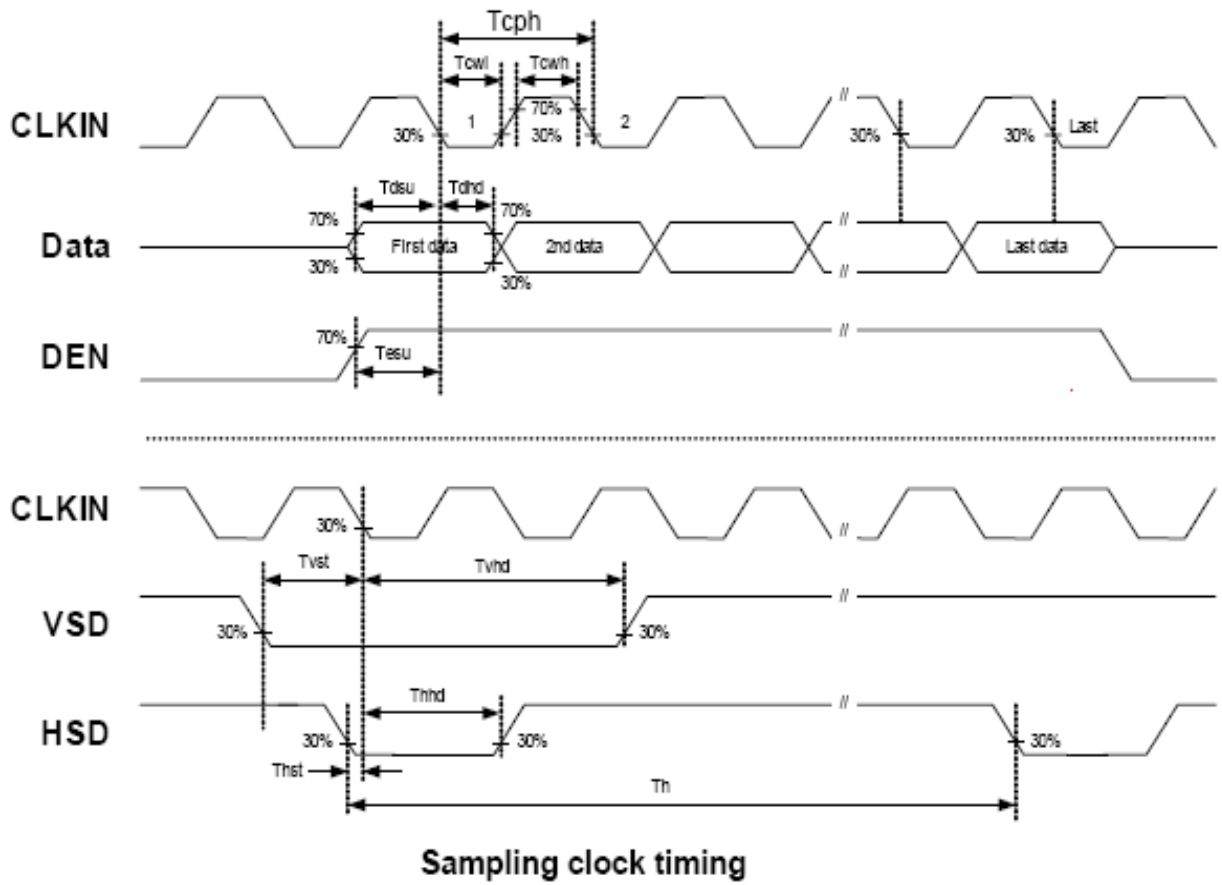 Tcph
Tcwl Tcwh
CLKIN 30% 1 70% 30% 2 // 30% 30% Last
Tdsu Tdhd
70% 70%
Data First data 2nd data // Last data
30% 30%
DEN 70% //
Tesu
CLKIN 30% //
Tvst Tvhd
VSD 30% 30% //
Thhd
HSD 30% 30% // 30%
Thst
Th
Sampling clock timing